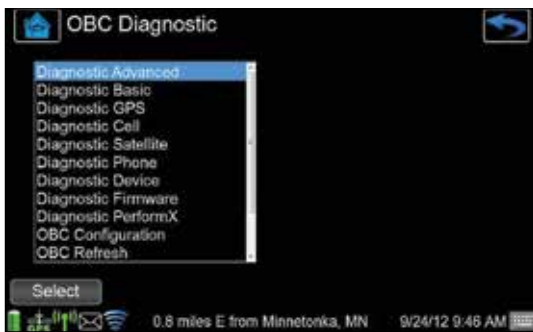 OBC Diagnostic
Diagnostic Advanced
Diagnostic Basic
Diagnostic GPS
Diagnostic Cell
Diagnostic Satellite
Diagnostic Phone
Diagnostic Device
Diagnostic Firmware
Diagnostic PerformX
OBC Configuration
OBC Refresh
Select
GPS 0.8 miles E from Minnetonka, MN 9/24/12 9:46 AM